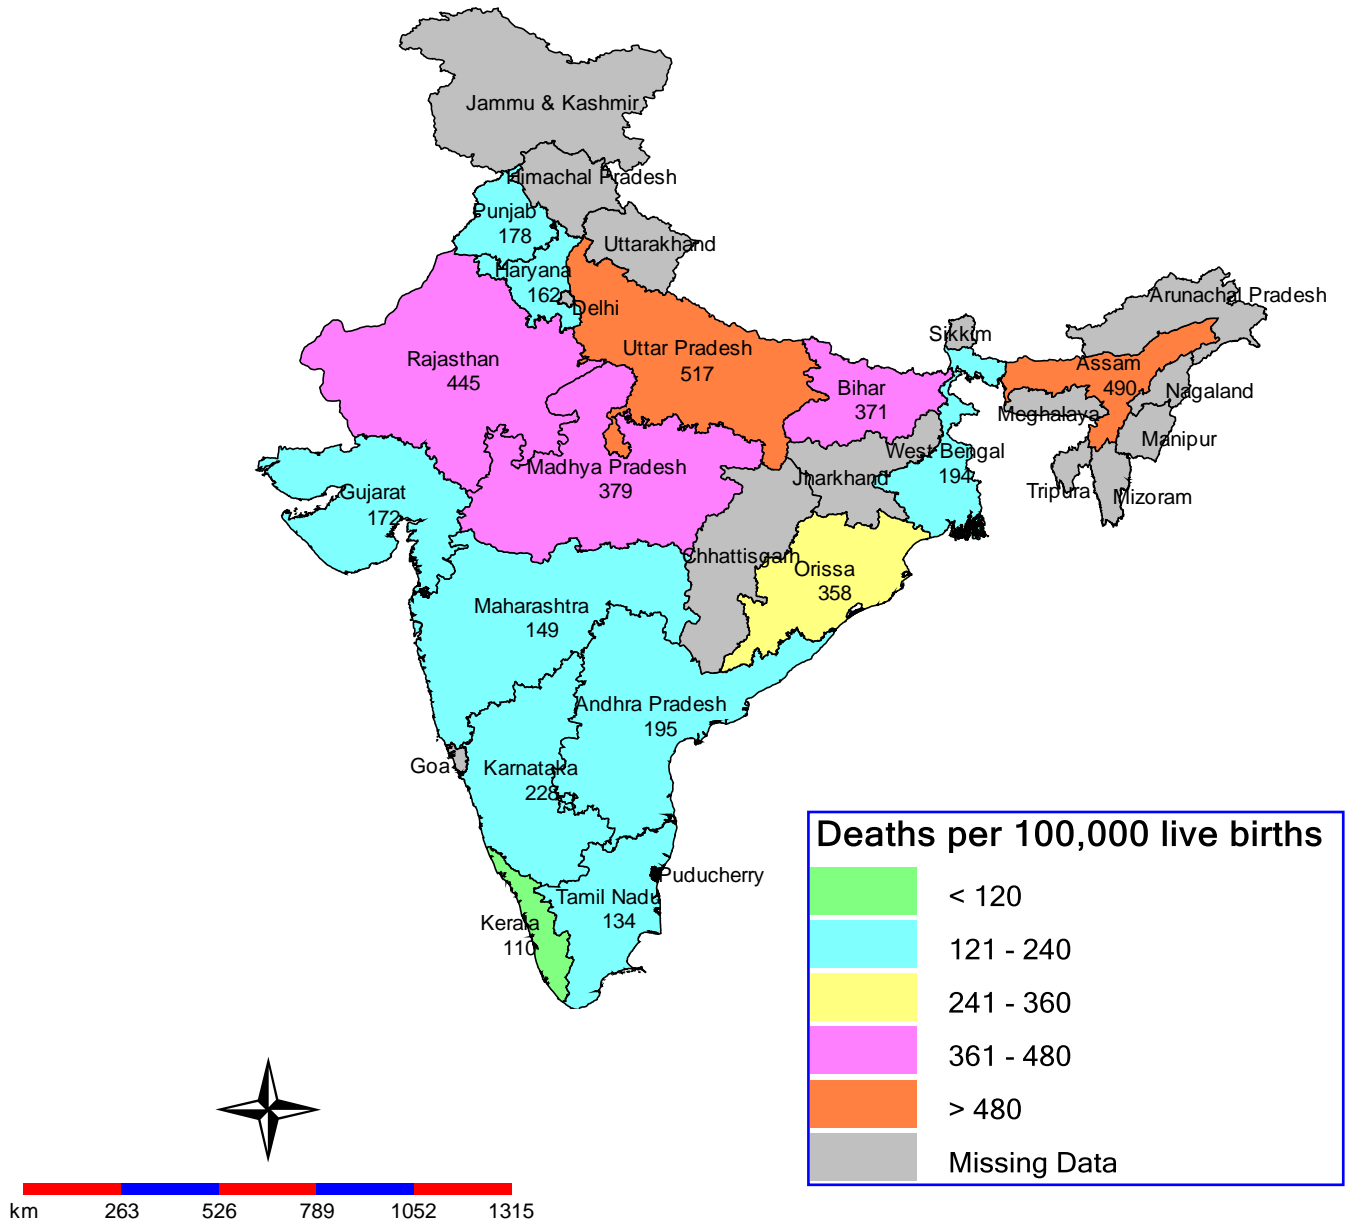 Jammu & Kashmir
Himachal Pradesh
Punjab
178
Uttarakhand
Haryana
162
Delhi
Arunachal Pradesh
Sikkim
Uttar Pradesh
517
Rajasthan
445
Assam
490
Bihar
371
Nagaland
Meghalaya
Manipur
West Bengal
194
Madhya Pradesh
379
Jharkhand
Tripura
Mizoram
Gujarat
172
Chhattisgarh
Orissa
358
Maharashtra
149
Andhra Pradesh
195
Goa
Karnataka
228
Puducherry
Tamil Nadu
134
Kerala
110
Deaths per 100,000 live births
< 120
121 - 240
241 - 360
361 - 480
> 480
Missing Data
km 263 526 789 1052 1315